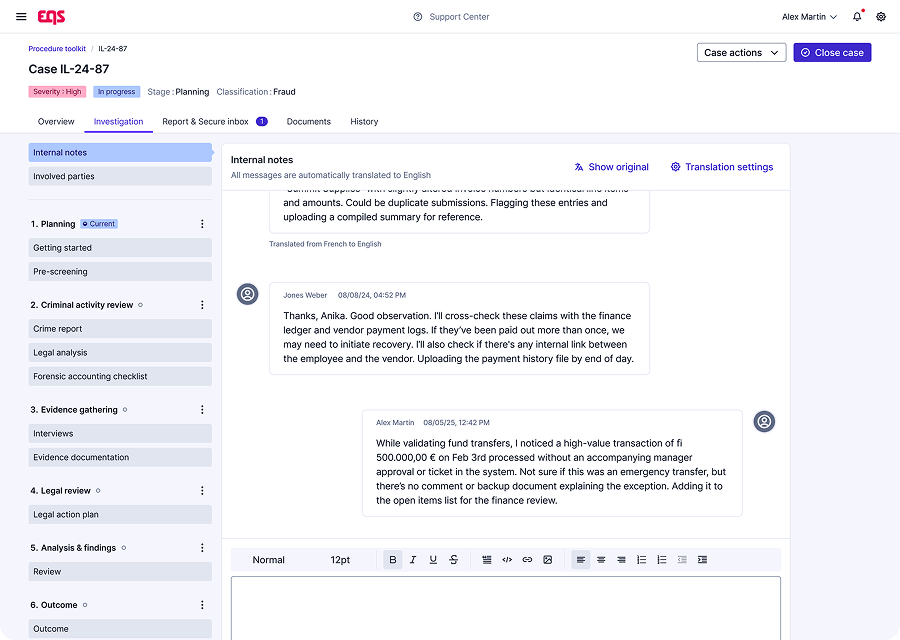 EQS
Support Center
Alex Martin
Procedure toolkit / IL-24-87
Case IL-24-87
Case actions
Close case
Severity : High
In progress
Stage : Planning
Classification : Fraud
Overview
Investigation
Report & Secure inbox 1
Documents
History
Internal notes
Involved parties
1. Planning
Current
Getting started
Pre-screening
2. Criminal activity review
Crime report
Legal analysis
Forensic accounting checklist
3. Evidence gathering
Interviews
Evidence documentation
4. Legal review
Legal action plan
5. Analysis & findings
Review
6. Outcome
Outcome
Internal notes
All messages are automatically translated to English
Show original
Translation settings
"Summit Supplies" with slightly altered invoice numbers but identical line items
and amounts. Could be duplicate submissions. Flagging these entries and
uploading a compiled summary for reference.
Translated from French to English
Jones Weber 08/08/24, 04:52 PM
Thanks, Anika. Good observation. I'll cross-check these claims with the finance
ledger and vendor payment logs. If they've been paid out more than once, we
may need to initiate recovery. I'll also check if there's any internal link between
the employee and the vendor. Uploading the payment history file by end of day.
Alex Martin 08/05/25, 12:42 PM
While validating fund transfers, I noticed a high-value transaction of fi
500.000,00 € on Feb 3rd processed without an accompanying manager
approval or ticket in the system. Not sure if this was an emergency transfer, but
there's no comment or backup document explaining the exception. Adding it to
the open items list for the finance review.
Normal 12pt B I U S